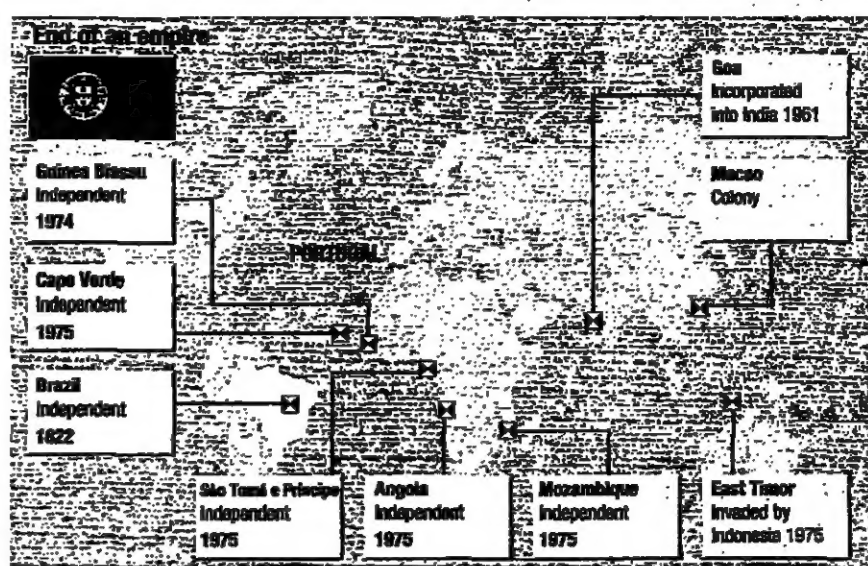 End of an empire
Guinea Bissau
Independent
1974
Cape Verde
Independent
1975
Brazil
Independent
1822
PORTUGAL
Goa
Incorporated
into India 1961
Macao
Colony
São Tomé e Príncipe
Independent
1975
Angola
Independent
1975
Mozambique
Independent
1975
East Timor
Invaded by
Indonesia 1975